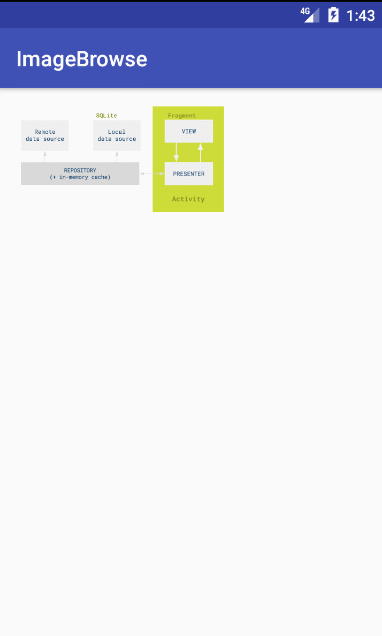 4G 1:43
ImageBrowse
SQLite
Fragment
Remote
data source
Local
data source
VIEW
REPOSITORY
(+ in-memory cache)
PRESENTER
Activity